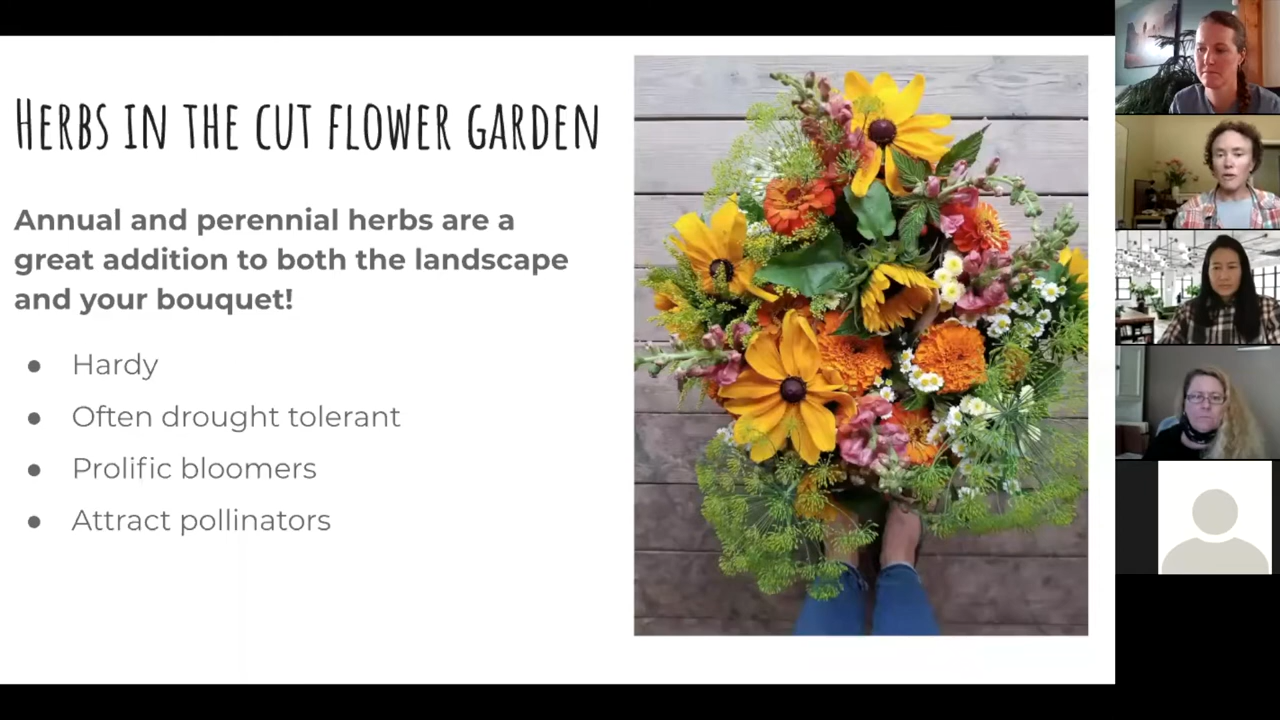 HERBS IN THE CUT FLOWER GARDEN
Annual and perennial herbs are a
great addition to both the landscape
and your bouquet!
● Hardy
● Often drought tolerant
● Prolific bloomers
● Attract pollinators